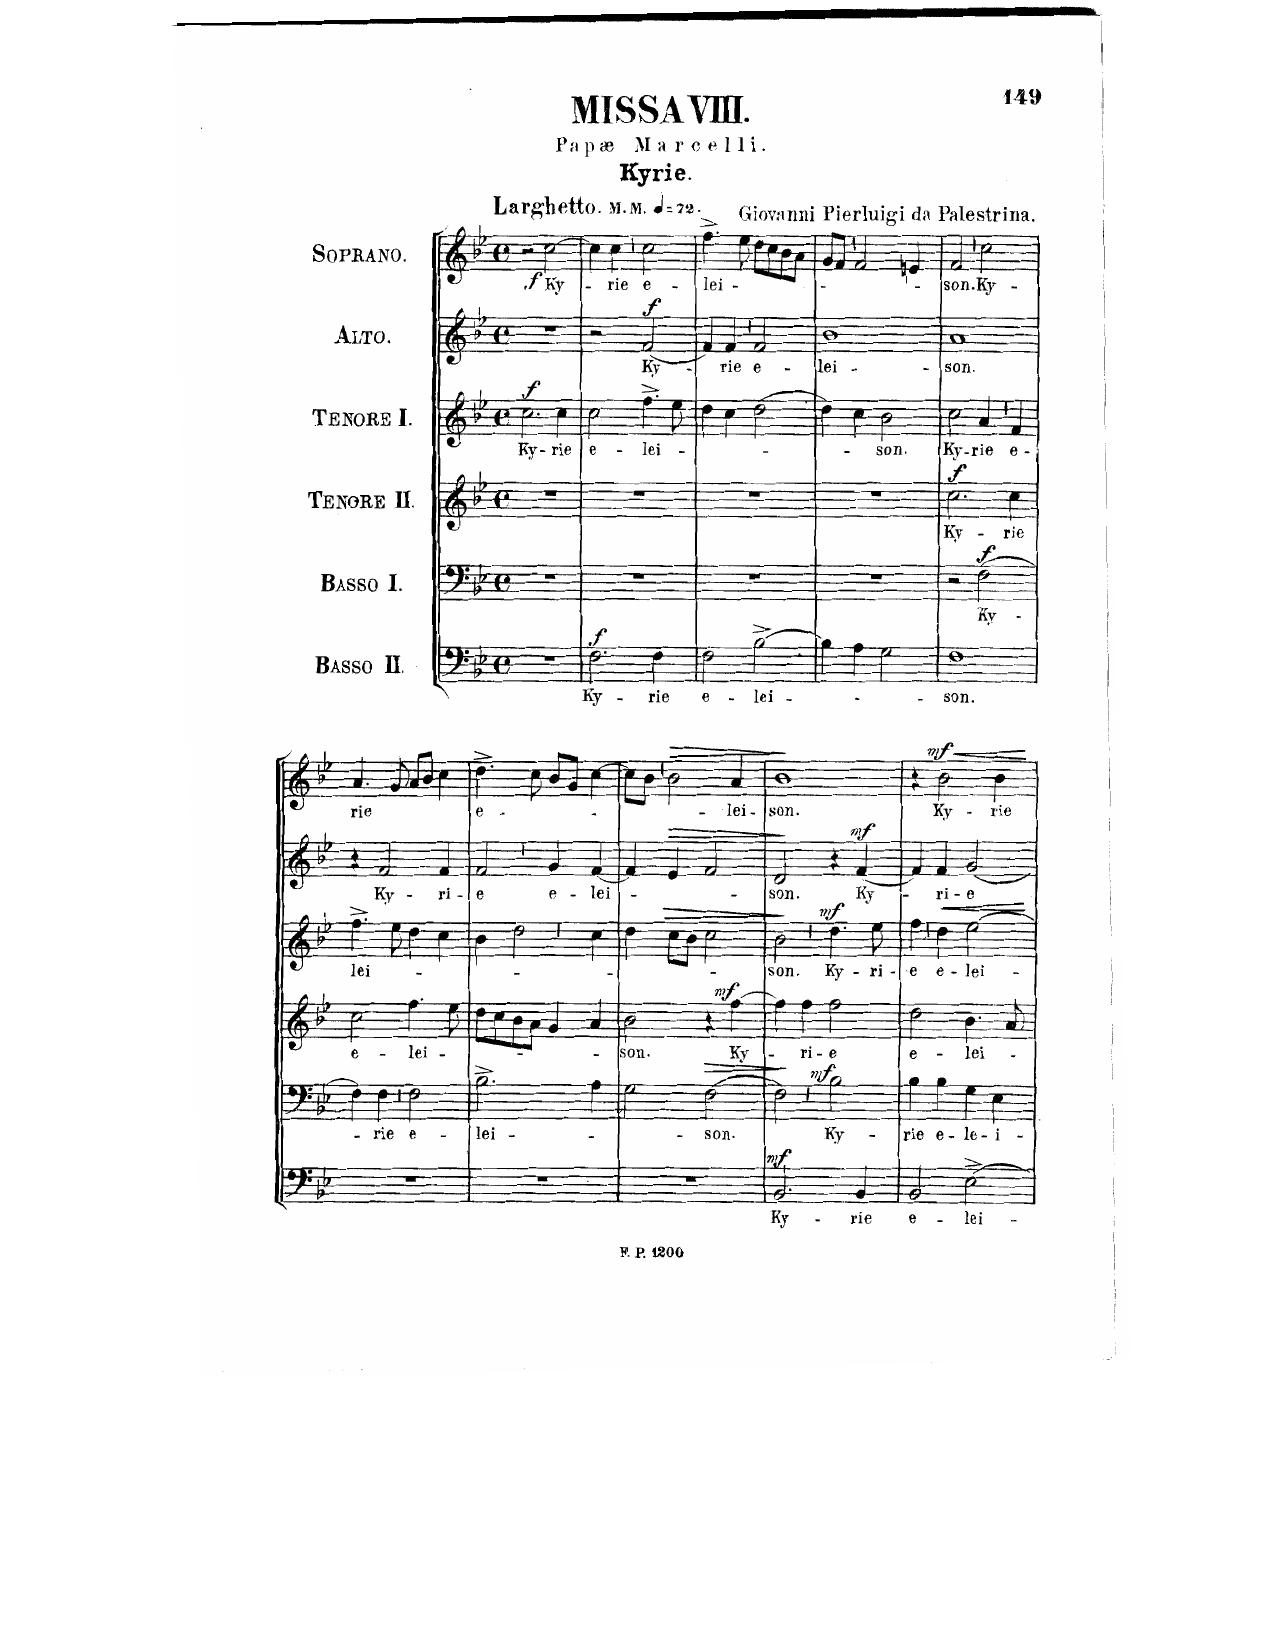 149
MISSA VIII.
Papæ Marcelli.
Kyrie.
Larghetto. M. M. ♩= 72.
Giovanni Pierluigi da Palestrina.
SOPRANO.
f Ky - rie e - lei - - - son. Ky -
ALTO.
f
Ky - rie e - lei - - son.
TENORE I.
f
Ky - rie e - lei - - - son. Ky - rie e -
TENORE II.
f
Ky - rie
BASSO I.
f
Ky -
BASSO II.
f
Ky - rie e - lei - - - son.
mf
rie e - - - lei - son. Ky - rie
mf
Ky - ri - e e - lei - - son. Ky - ri - e
mf
lei - - - - son. Ky - ri - e e - lei -
mf
e - lei - - - son. Ky - ri - e e - lei -
mf
- rie e - lei - - - son. Ky - rie e - le - i -
mf
Ky - rie e - lei -
F. P. 1200